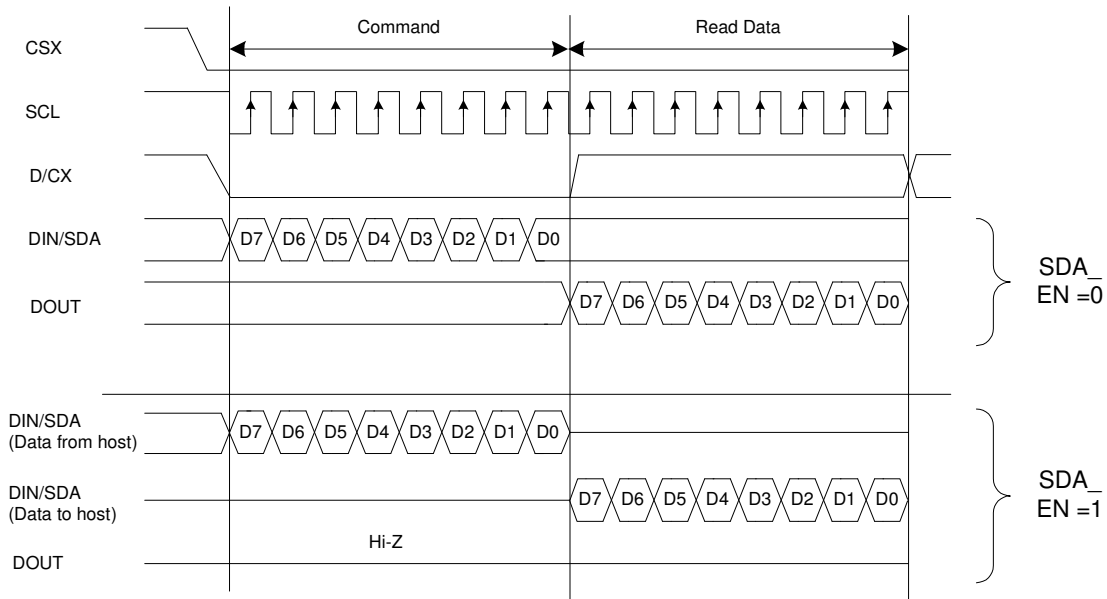 Command
Read Data
CSX
SCL
D/CX
DIN/SDA
D7 D6 D5 D4 D3 D2 D1 D0
DOUT
D7 D6 D5 D4 D3 D2 D1 D0
SDA_
EN =0
DIN/SDA
(Data from host)
D7 D6 D5 D4 D3 D2 D1 D0
DIN/SDA
(Data to host)
D7 D6 D5 D4 D3 D2 D1 D0
SDA_
EN =1
Hi-Z
DOUT